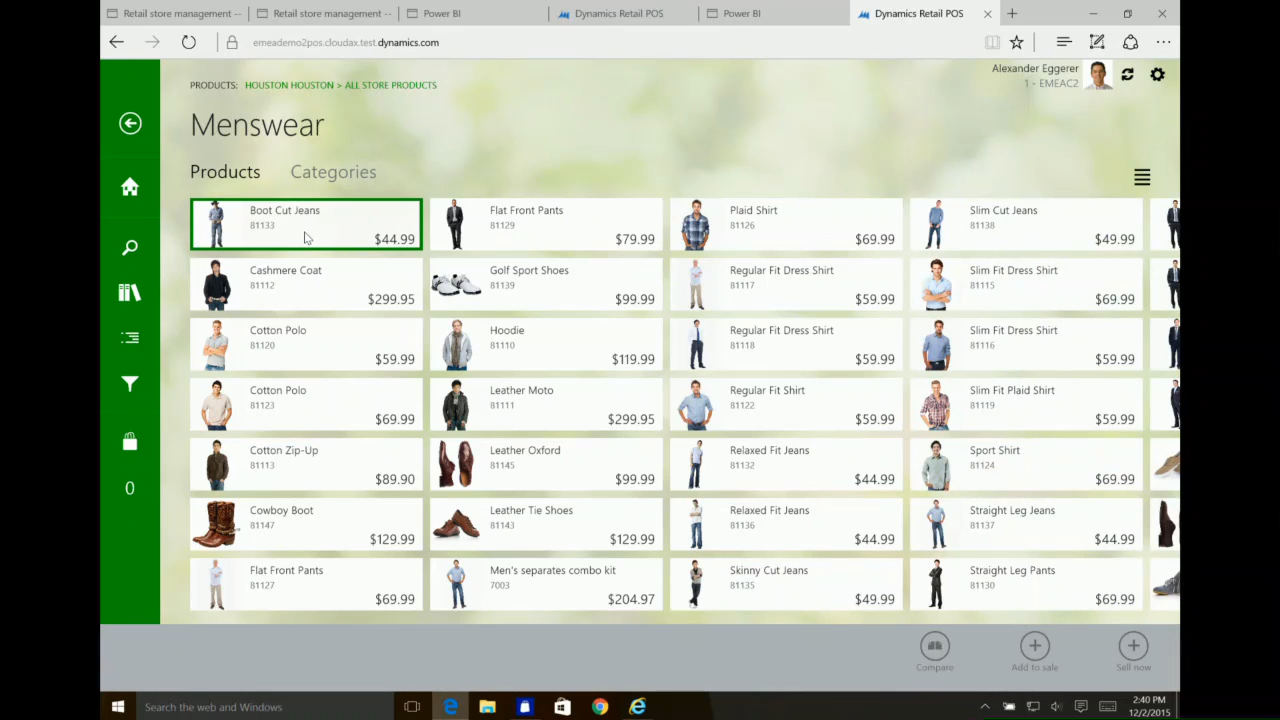 Retail store management --
Retail store management --
Power BI
Dynamics Retail POS
Power BI
Dynamics Retail POS
emeademo2pos.cloudax.test.dynamics.com
Alexander Eggerer
1 - EMEAC2
PRODUCTS: HOUSTON HOUSTON > ALL STORE PRODUCTS
Menswear
Products Categories
Boot Cut Jeans
81133
$44.99
Flat Front Pants
81129
$79.99
Plaid Shirt
81126
$69.99
Slim Cut Jeans
81138
$49.99
Cashmere Coat
81112
$299.95
Golf Sport Shoes
81139
$99.99
Regular Fit Dress Shirt
81117
$59.99
Slim Fit Dress Shirt
81115
$69.99
Cotton Polo
81120
$59.99
Hoodie
81110
$119.99
Regular Fit Dress Shirt
81118
$59.99
Slim Fit Dress Shirt
81116
$59.99
Cotton Polo
81123
$69.99
Leather Moto
81111
$299.95
Regular Fit Shirt
81122
$59.99
Slim Fit Plaid Shirt
81119
$59.99
Cotton Zip-Up
81113
$89.90
Leather Oxford
81145
$99.99
Relaxed Fit Jeans
81132
$44.99
Sport Shirt
81124
$69.99
Cowboy Boot
81147
$129.99
Leather Tie Shoes
81143
$129.99
Relaxed Fit Jeans
81136
$44.99
Straight Leg Jeans
81137
$44.99
Flat Front Pants
81127
$69.99
Men's separates combo kit
7003
$204.97
Skinny Cut Jeans
81135
$49.99
Straight Leg Pants
81130
$69.99
0
Compare
Add to sale
Sell now
Search the web and Windows
2:40 PM
12/2/2015